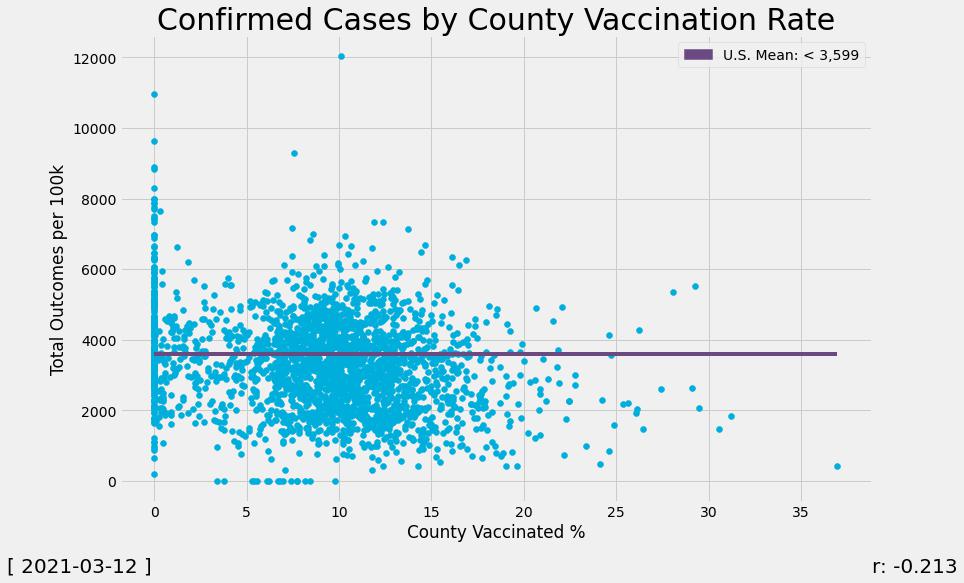 Confirmed Cases by County Vaccination Rate
U.S. Mean: < 3,599
Total Outcomes per 100k
12000
10000
8000
6000
4000
2000
0
0 5 10 15 20 25 30 35
County Vaccinated %
[ 2021-03-12 ]
r: -0.213